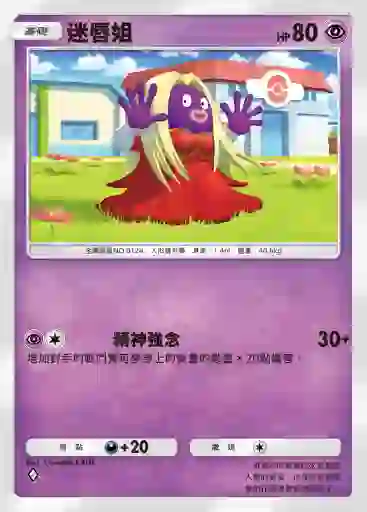 基礎 迷唇姐 HP 80
全國圖鑑NO.0124 人形寶可夢 身高：1.4m 體重：40.6kg
精神強念 30+
增加對手的戰鬥寶可夢身上的能量的數量×20點傷害。
弱點 +20 撤退